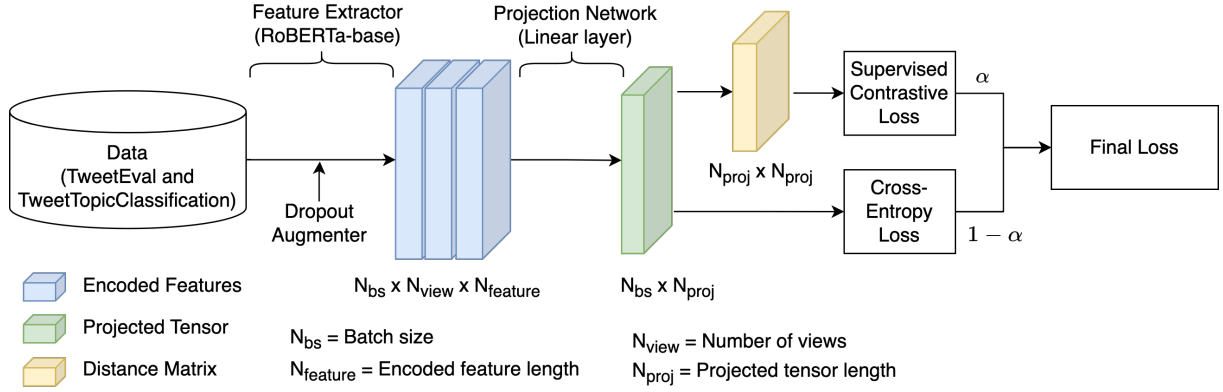 Feature Extractor
(RoBERTa-base)
Projection Network
(Linear layer)
Data
(TweetEval and
TweetTopicClassification)
Dropout
Augmenter
N_bs x N_view x N_feature
N_bs x N_proj
N_proj x N_proj
Supervised
Contrastive
Loss
α
Cross-
Entropy
Loss
1 − α
Final Loss
Encoded Features
Projected Tensor
Distance Matrix
N_bs = Batch size
N_feature = Encoded feature length
N_view = Number of views
N_proj = Projected tensor length